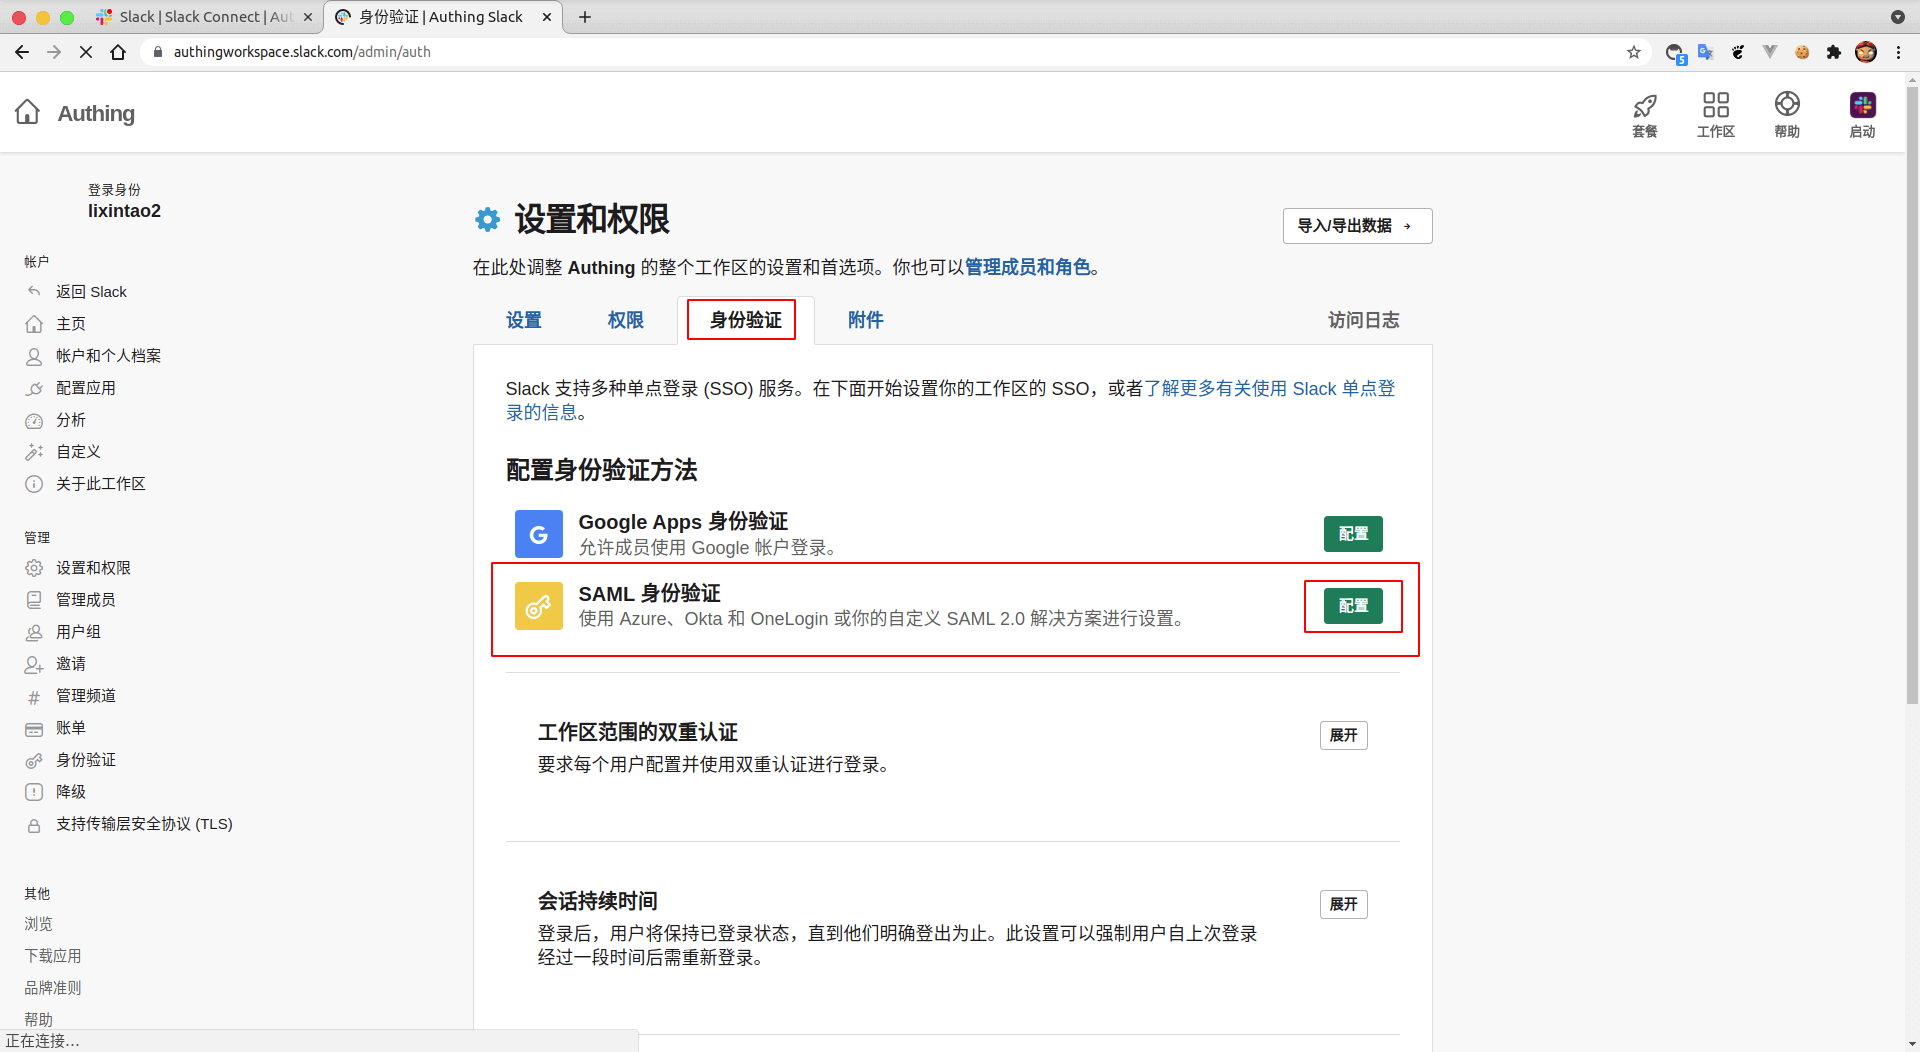 Slack | Slack Connect | Aut
身份验证 | Authing Slack
authingworkspace.slack.com/admin/auth
5
Authing
套餐
工作区
帮助
启动
登录身份
lixintao2
帐户
返回 Slack
主页
帐户和个人档案
配置应用
分析
自定义
关于此工作区
管理
设置和权限
管理成员
用户组
邀请
管理频道
账单
身份验证
降级
支持传输层安全协议 (TLS)
其他
浏览
下载应用
品牌准则
帮助
正在连接…
设置和权限
导入/导出数据 →
在此处调整 Authing 的整个工作区的设置和首选项。你也可以管理成员和角色。
设置
权限
身份验证
附件
访问日志
Slack 支持多种单点登录 (SSO) 服务。在下面开始设置你的工作区的 SSO，或者了解更多有关使用 Slack 单点登
录的信息。
配置身份验证方法
G
Google Apps 身份验证
允许成员使用 Google 帐户登录。
配置
SAML 身份验证
使用 Azure、Okta 和 OneLogin 或你的自定义 SAML 2.0 解决方案进行设置。
配置
工作区范围的双重认证
要求每个用户配置并使用双重认证进行登录。
展开
会话持续时间
登录后，用户将保持已登录状态，直到他们明确登出为止。此设置可以强制用户自上次登录
经过一段时间后需重新登录。
展开